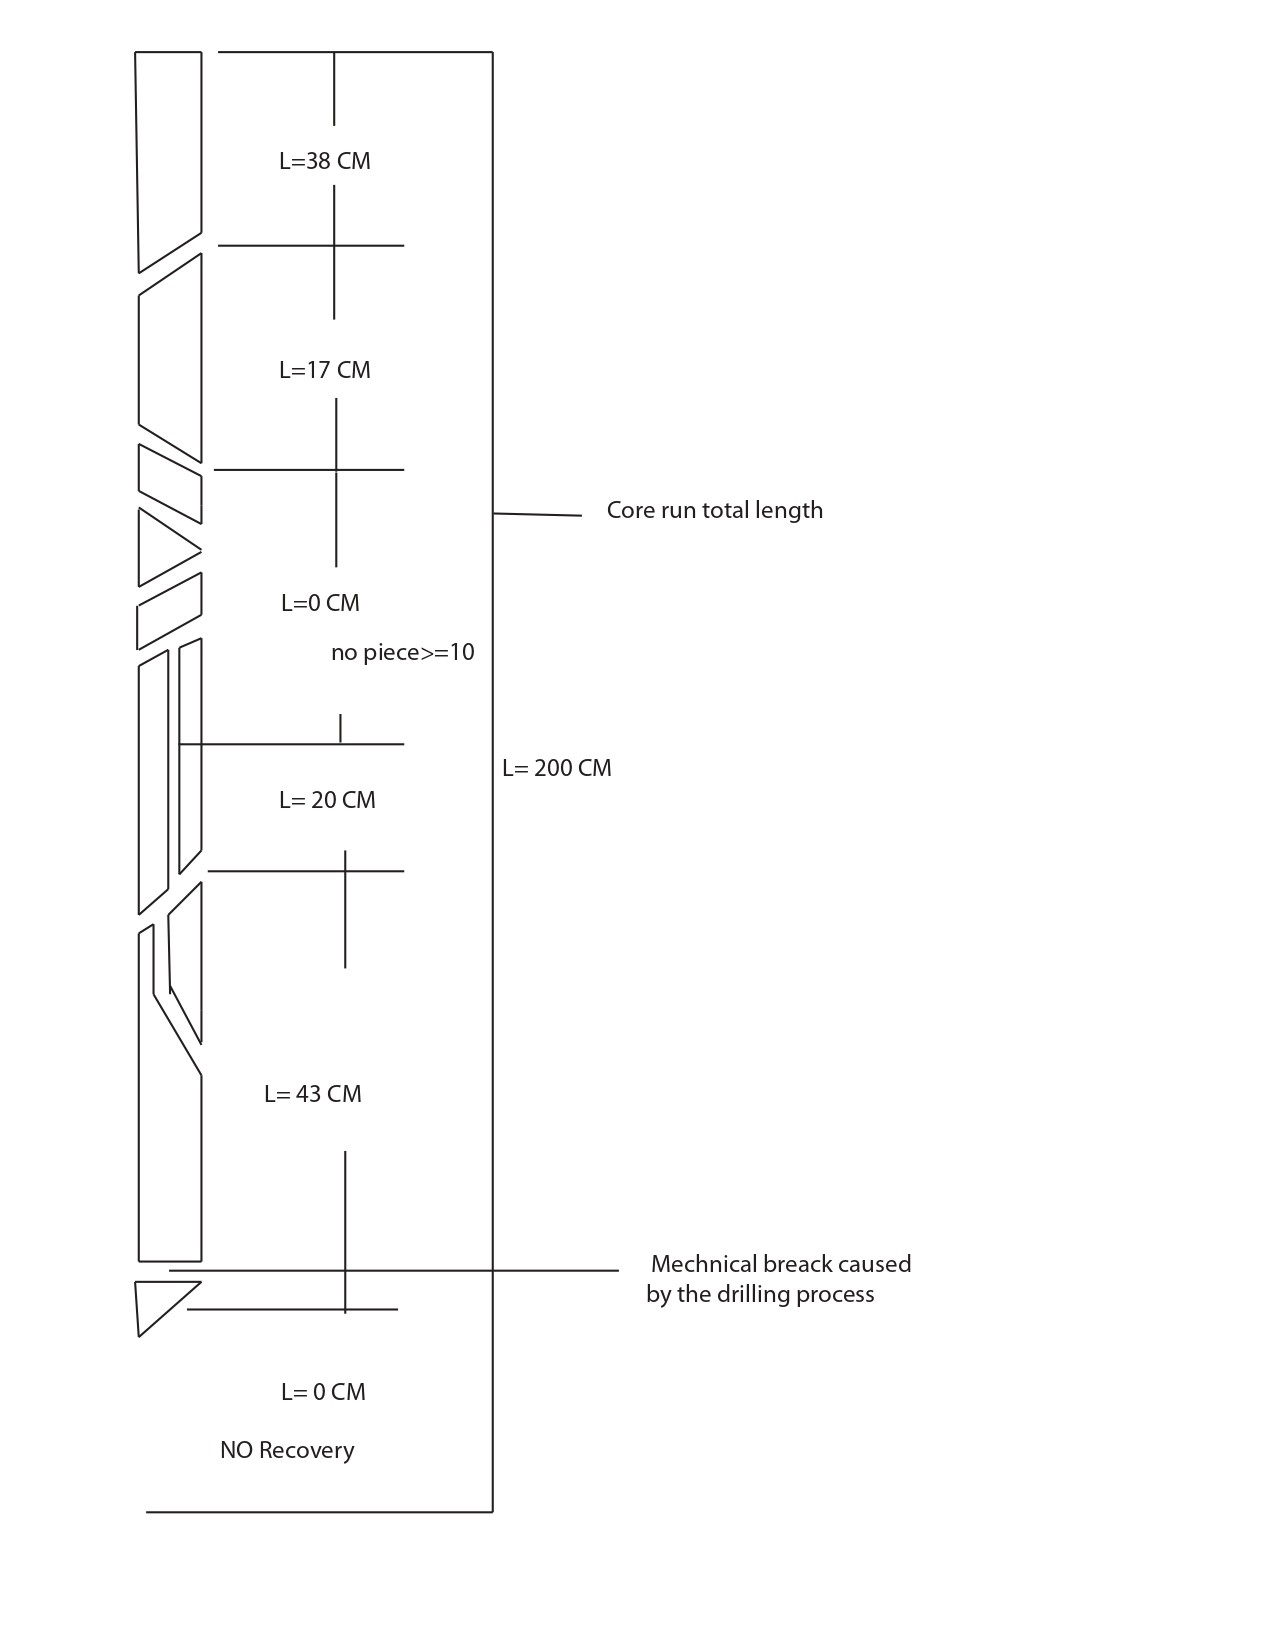 L=38 CM
L=17 CM
Core run total length
L=0 CM
no piece>=10
L= 200 CM
L= 20 CM
L= 43 CM
Mechnical breack caused
by the drilling process
L= 0 CM
NO Recovery